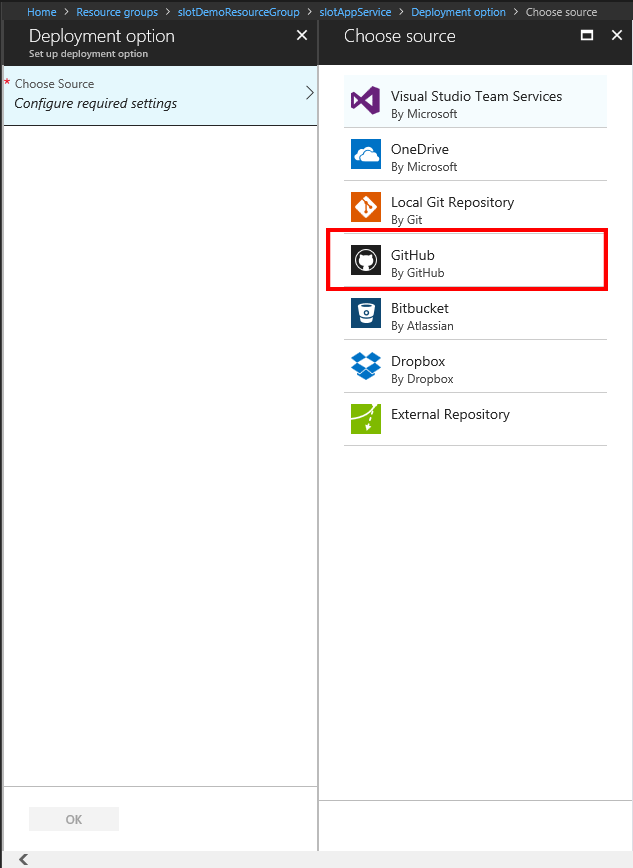 Home > Resource groups > slotDemoResourceGroup > slotAppService > Deployment option > Choose source
Deployment option
Set up deployment option
* Choose Source
Configure required settings
OK
Choose source
Visual Studio Team Services
By Microsoft
OneDrive
By Microsoft
Local Git Repository
By Git
GitHub
By GitHub
Bitbucket
By Atlassian
Dropbox
By Dropbox
External Repository